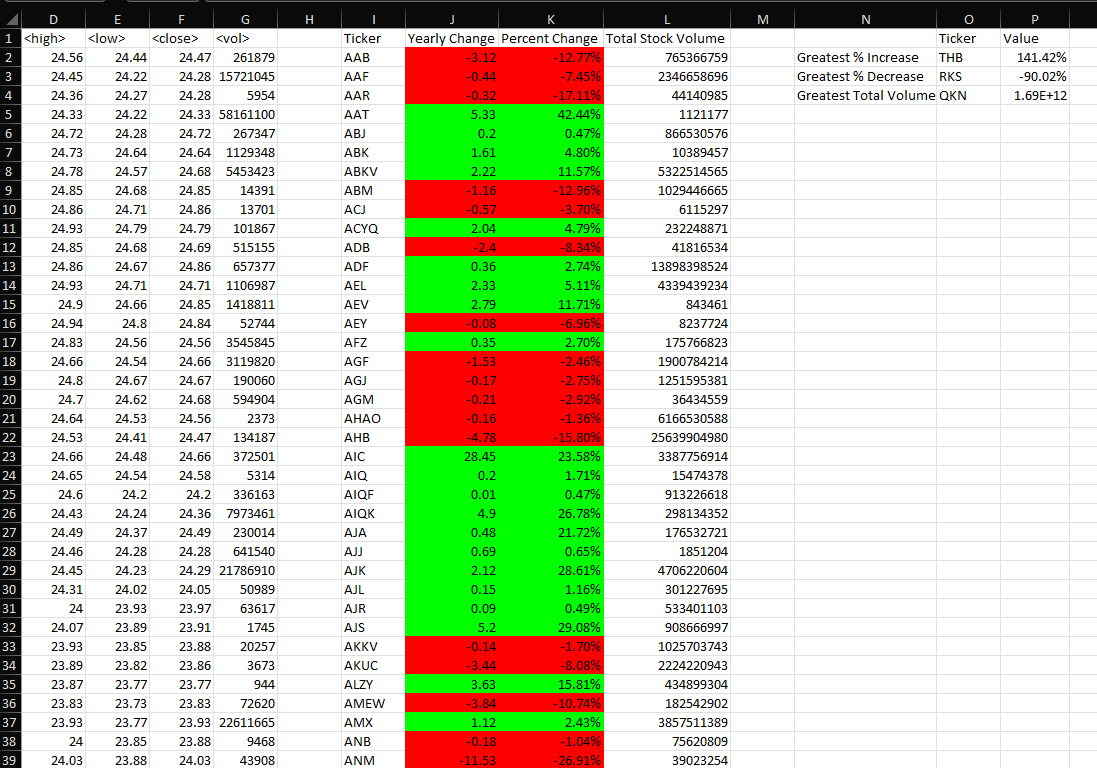 D E F G H I J K L M N O P
1 <high> <low> <close> <vol> Ticker Yearly Change Percent Change Total Stock Volume Ticker Value
2 24.56 24.44 24.47 261879 AAB -3.12 -12.77% 765366759 Greatest % Increase THB 141.42%
3 24.45 24.22 24.28 15721045 AAF -0.44 -7.45% 2346658696 Greatest % Decrease RKS -90.02%
4 24.36 24.27 24.28 5954 AAR -0.32 -17.11% 44140985 Greatest Total Volume QKN 1.69E+12
5 24.33 24.22 24.33 58161100 AAT 5.33 42.44% 1121177
6 24.72 24.28 24.72 267347 ABJ 0.2 0.47% 866530576
7 24.73 24.64 24.64 1129348 ABK 1.61 4.80% 10389457
8 24.78 24.57 24.68 5453423 ABKV 2.22 11.57% 5322514565
9 24.85 24.68 24.85 14391 ABM -1.16 -12.96% 1029446665
10 24.86 24.71 24.86 13701 ACJ -0.57 -3.70% 6115297
11 24.93 24.79 24.79 101867 ACYQ 2.04 4.79% 232248871
12 24.85 24.68 24.69 515155 ADB -2.4 -8.34% 41816534
13 24.86 24.67 24.86 657377 ADF 0.36 2.74% 13898398524
14 24.93 24.71 24.71 1106987 AEL 2.33 5.11% 4339439234
15 24.9 24.66 24.85 1418811 AEV 2.79 11.71% 843461
16 24.94 24.8 24.84 52744 AEY -0.08 -6.96% 8237724
17 24.83 24.56 24.56 3545845 AFZ 0.35 2.70% 175766823
18 24.66 24.54 24.66 3119820 AGF -1.53 -2.46% 1900784214
19 24.8 24.67 24.67 190060 AGJ -0.17 -2.75% 1251595381
20 24.7 24.62 24.68 594904 AGM -0.21 -2.92% 36434559
21 24.64 24.53 24.56 2373 AHAO -0.16 -1.36% 6166530588
22 24.53 24.41 24.47 134187 AHB -4.78 -15.80% 25639904980
23 24.66 24.48 24.66 372501 AIC 28.45 23.58% 3387756914
24 24.65 24.54 24.58 5314 AIQ 0.2 1.71% 15474378
25 24.6 24.2 24.2 336163 AIQF 0.01 0.47% 913226618
26 24.43 24.24 24.36 7973461 AIQK 4.9 26.78% 298134352
27 24.49 24.37 24.49 230014 AJA 0.48 21.72% 176532721
28 24.46 24.28 24.28 641540 AJJ 0.69 0.65% 1851204
29 24.45 24.23 24.29 21786910 AJK 2.12 28.61% 4706220604
30 24.31 24.02 24.05 50989 AJL 0.15 1.16% 301227695
31 24 23.93 23.97 63617 AJR 0.09 0.49% 533401103
32 24.07 23.89 23.91 1745 AJS 5.2 29.08% 908666997
33 23.93 23.85 23.88 20257 AKKV -0.14 -1.70% 1025703743
34 23.89 23.82 23.86 3673 AKUC -3.44 -8.08% 2224220943
35 23.87 23.77 23.77 944 ALZY 3.63 15.81% 434899304
36 23.83 23.73 23.83 72620 AMEW -3.84 -10.74% 182542902
37 23.93 23.77 23.93 22611665 AMX 1.12 2.43% 3857511389
38 24 23.85 23.88 9468 ANB -0.18 -1.04% 75620809
39 24.03 23.88 24.03 43908 ANM -11.53 -26.91% 39023254